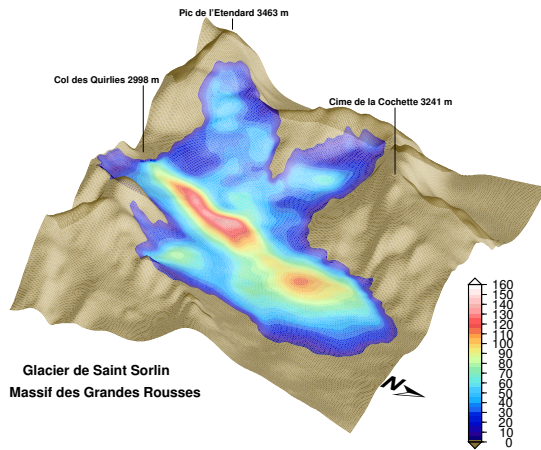 Pic de l'Etendard 3463 m
Col des Quirlies 2998 m
Cime de la Cochette 3241 m
160
150
140
130
120
110
100
90
80
70
60
50
40
30
20
10
0
N
Glacier de Saint Sorlin
Massif des Grandes Rousses